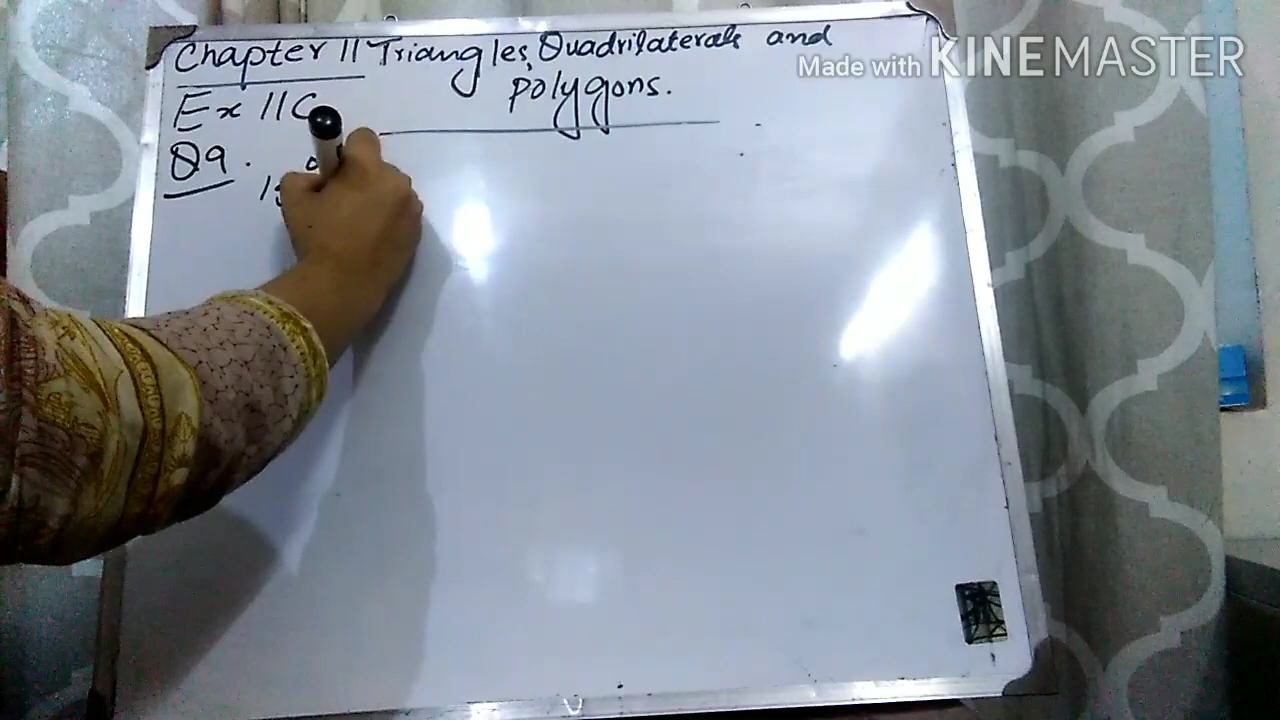 Made with KINEMASTER
Chapter 11 Triangles, Quadrilaterals and
polygons.
Ex 11C
Q9.